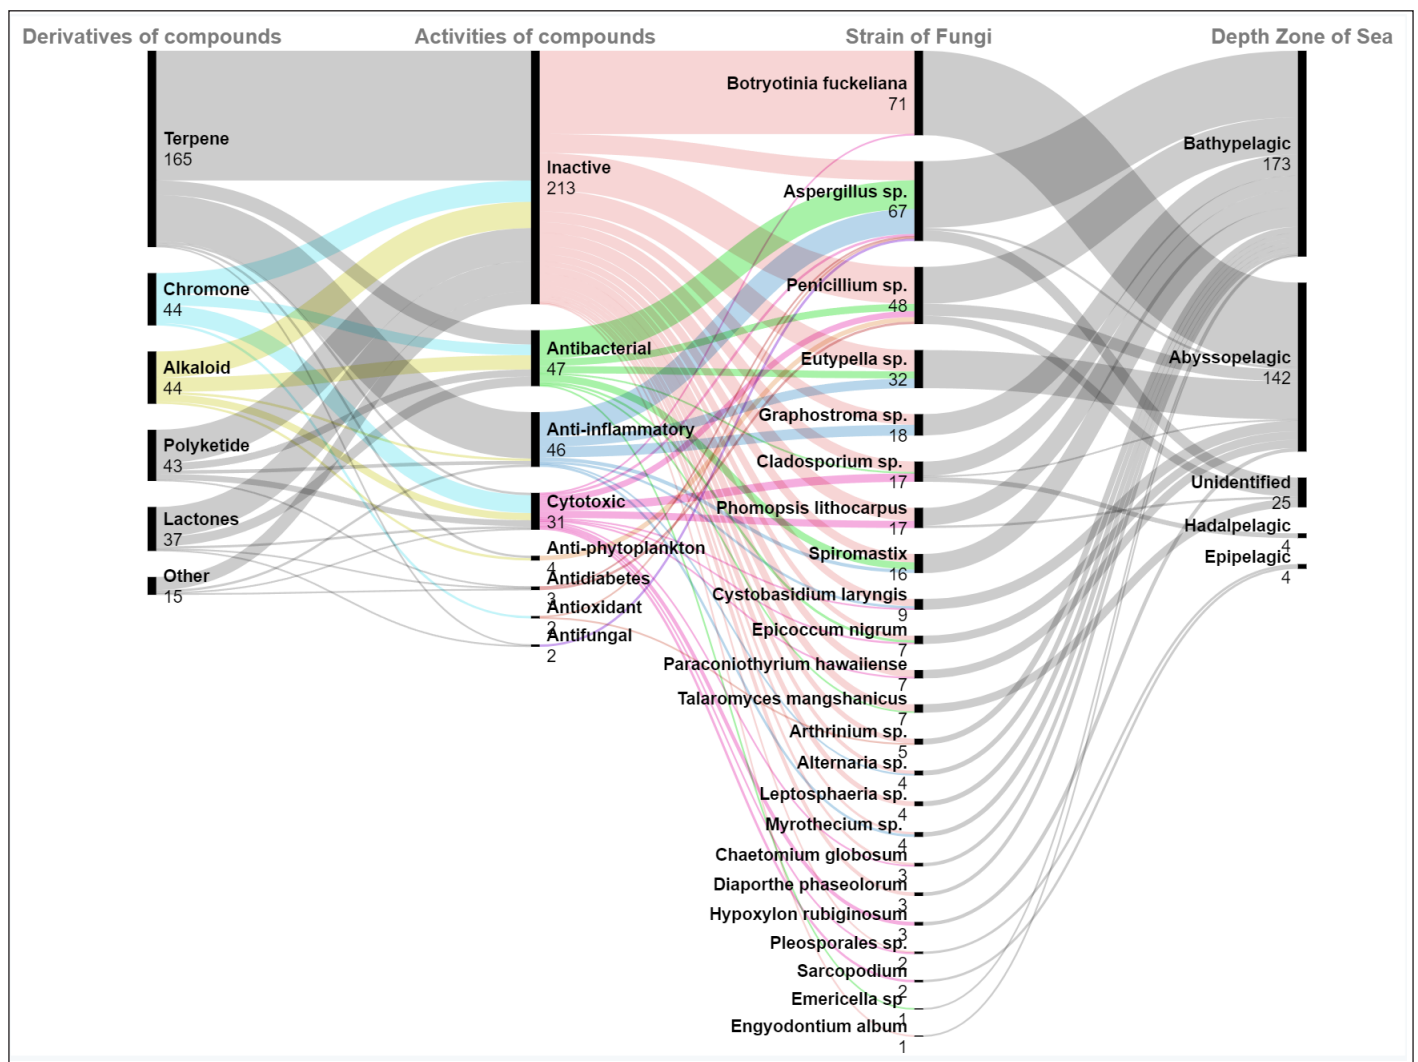 Derivatives of compounds
Activities of compounds
Strain of Fungi
Depth Zone of Sea
Terpene
165
Chromone
44
Alkaloid
44
Polyketide
43
Lactones
37
Other
15
Inactive
213
Antibacterial
47
Anti-inflammatory
46
Cytotoxic
31
Anti-phytoplankton
4
Antidiabetes
3
Antioxidant
2
Antifungal
2
Botryotinia fuckeliana
71
Aspergillus sp.
67
Penicillium sp.
48
Eutypella sp.
32
Graphostroma sp.
18
Cladosporium sp.
17
Phomopsis lithocarpus
17
Spiromastix
16
Cystobasidium laryngis
9
Epicoccum nigrum
7
Paraconiothyrium hawaiiense
7
Talaromyces mangshanicus
7
Arthrinium sp.
5
Alternaria sp.
4
Leptosphaeria sp.
4
Myrothecium sp.
4
Chaetomium globosum
3
Diaporthe phaseolorum
3
Hypoxylon rubiginosum
3
Pleosporales sp.
2
Sarcopodium
2
Emericella sp
1
Engyodontium album
1
Bathypelagic
173
Abyssopelagic
142
Unidentified
25
Hadalpelagic
4
Epipelagic
4